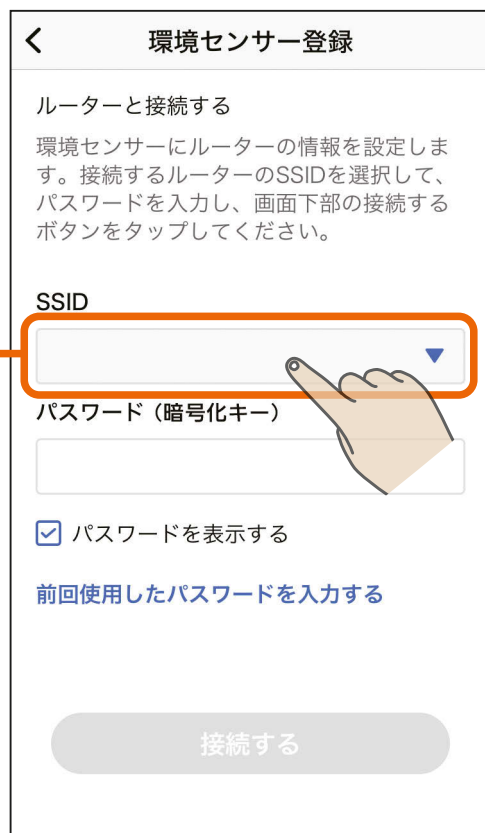 環境センサー登録
ルーターと接続する
環境センサーにルーターの情報を設定しま
す。接続するルーターのSSIDを選択して、
パスワードを入力し、画面下部の接続する
ボタンをタップしてください。
SSID
パスワード（暗号化キー）
パスワードを表示する
前回使用したパスワードを入力する
接続する